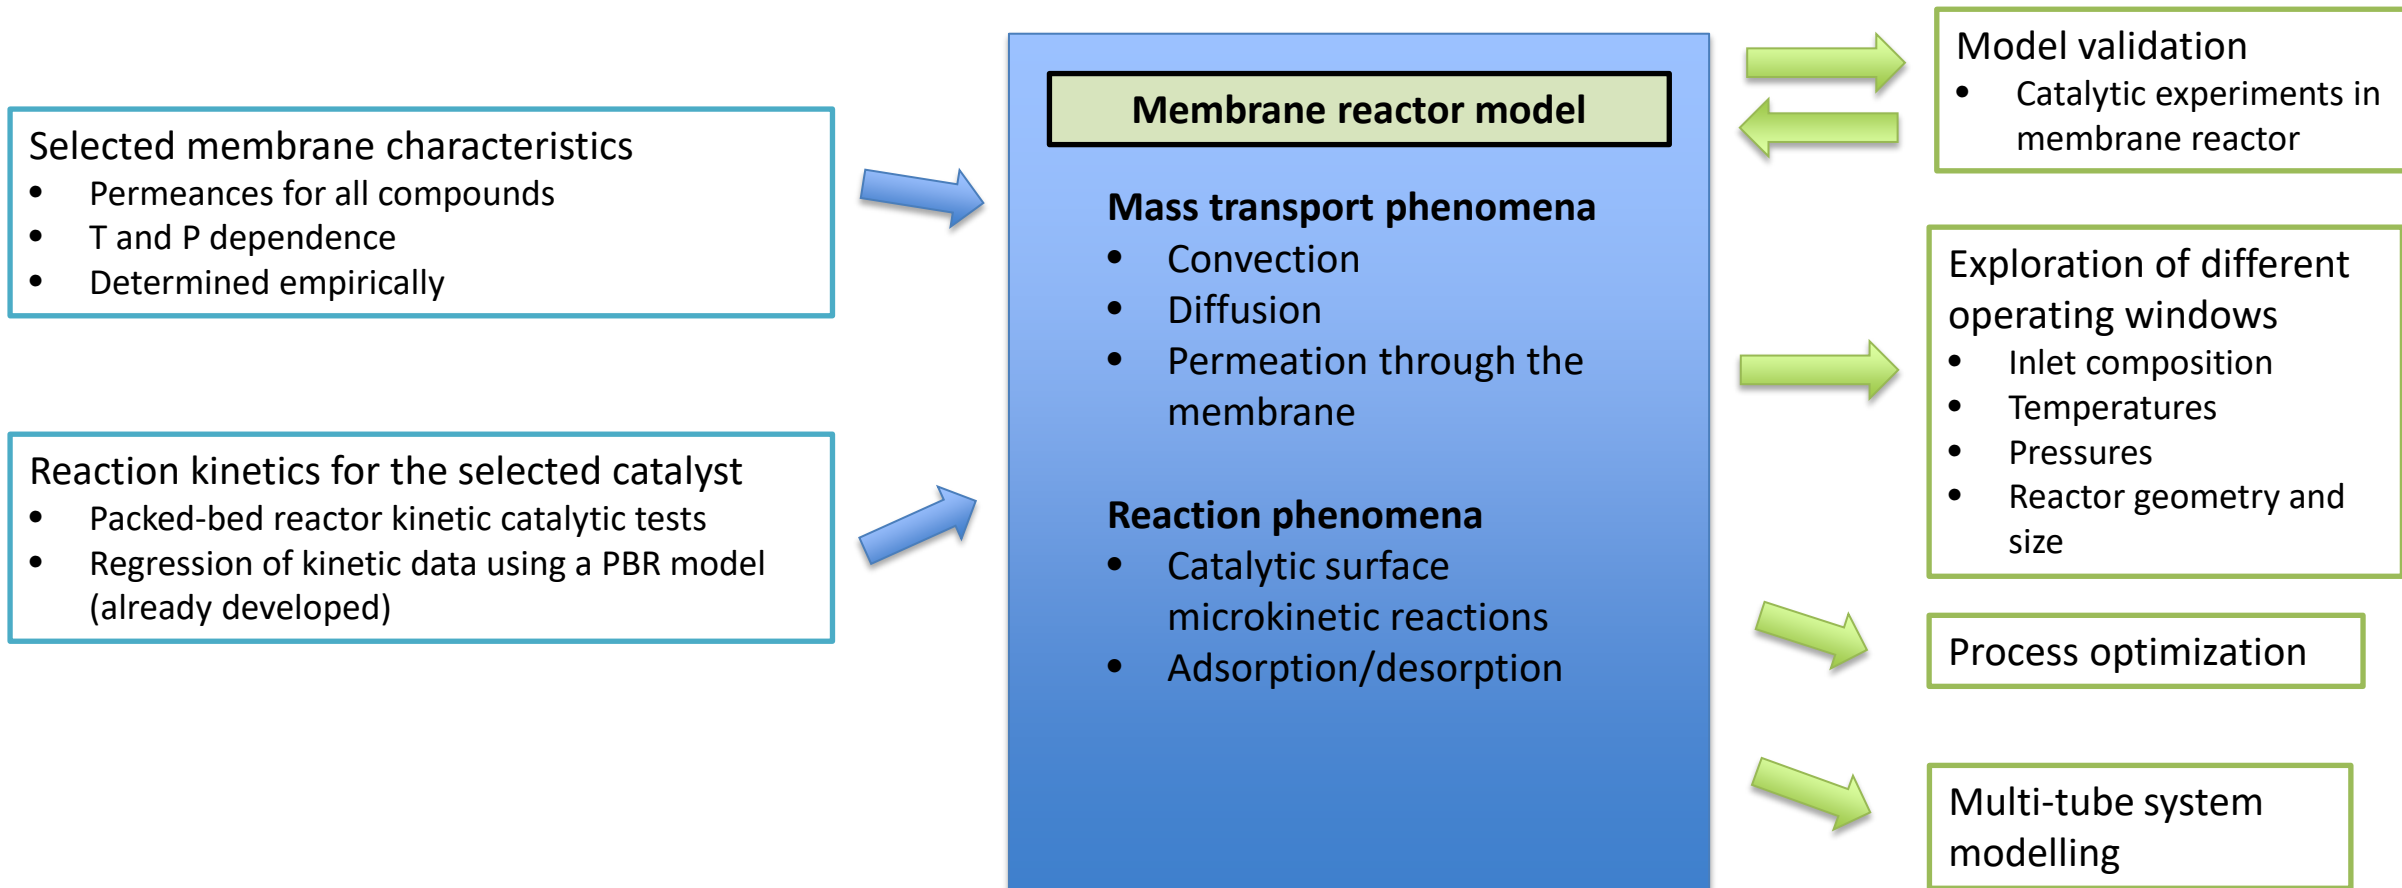 Selected membrane characteristics
• Permeances for all compounds
• T and P dependence
• Determined empirically
Reaction kinetics for the selected catalyst
• Packed-bed reactor kinetic catalytic tests
• Regression of kinetic data using a PBR model
(already developed)
Membrane reactor model
Mass transport phenomena
• Convection
• Diffusion
• Permeation through the
membrane
Reaction phenomena
• Catalytic surface
microkinetic reactions
• Adsorption/desorption
Model validation
• Catalytic experiments in
membrane reactor
Exploration of different
operating windows
• Inlet composition
• Temperatures
• Pressures
• Reactor geometry and
size
Process optimization
Multi-tube system
modelling